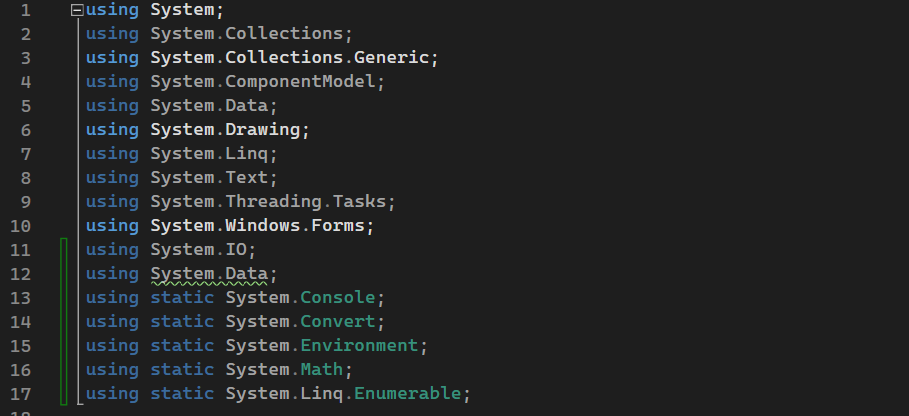 1 using System;
2 using System.Collections;
3 using System.Collections.Generic;
4 using System.ComponentModel;
5 using System.Data;
6 using System.Drawing;
7 using System.Linq;
8 using System.Text;
9 using System.Threading.Tasks;
10 using System.Windows.Forms;
11 using System.IO;
12 using System.Data;
13 using static System.Console;
14 using static System.Convert;
15 using static System.Environment;
16 using static System.Math;
17 using static System.Linq.Enumerable;